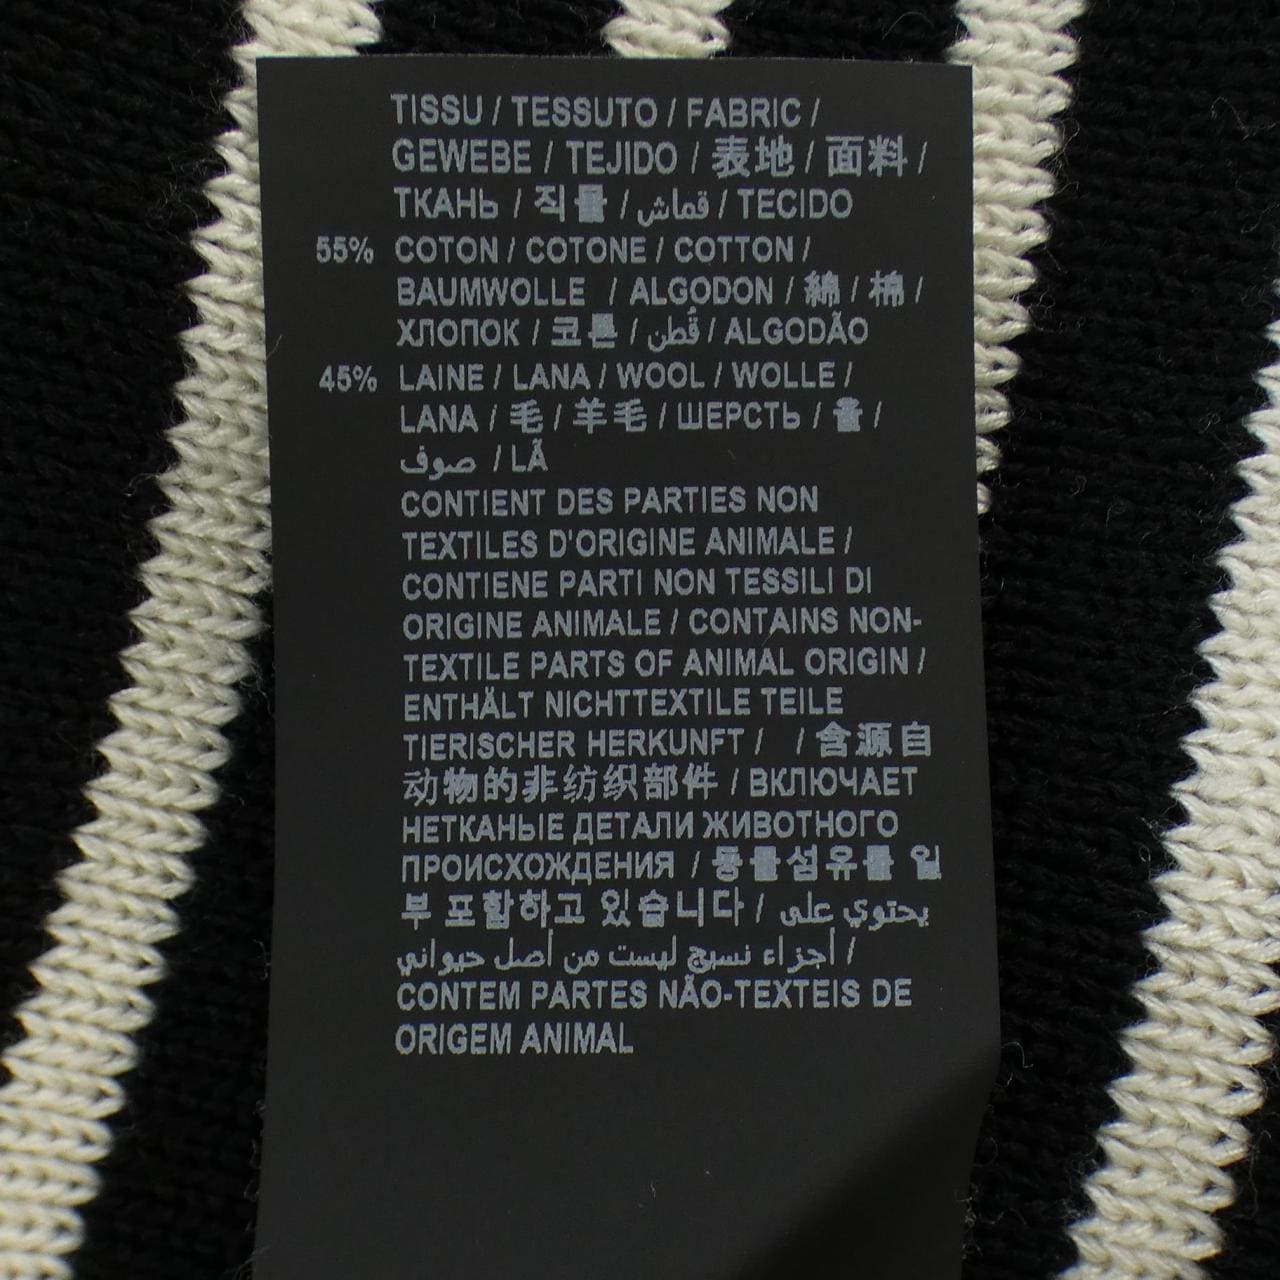 TISSU / TESSUTO / FABRIC /
GEWEBE / TEJIDO / 表地 / 面料 /
ТКАНЬ / 직물 / قماش / TECIDO
55% COTON / COTONE / COTTON /
BAUMWOLLE / ALGODON / 綿 / 棉 /
ХЛОПОК / 코튼 / قُطن / ALGODÃO
45% LAINE / LANA / WOOL / WOLLE /
LANA / 毛 / 羊毛 / ШЕРСТЬ / 울 /
صوف / LÃ
CONTIENT DES PARTIES NON
TEXTILES D'ORIGINE ANIMALE /
CONTIENE PARTI NON TESSILI DI
ORIGINE ANIMALE / CONTAINS NON-
TEXTILE PARTS OF ANIMAL ORIGIN /
ENTHÄLT NICHTTEXTILE TEILE
TIERISCHER HERKUNFT / / 含源自
动物的非纺织部件 / ВКЛЮЧАЕТ
НЕТКАНЫЕ ДЕТАЛИ ЖИВОТНОГО
ПРОИСХОЖДЕНИЯ / 동물섬유를 일
부 포함하고 있습니다 / يحتوي على
أجزاء نسيج ليست من أصل حيواني /
CONTEM PARTES NÃO-TEXTEIS DE
ORIGEM ANIMAL